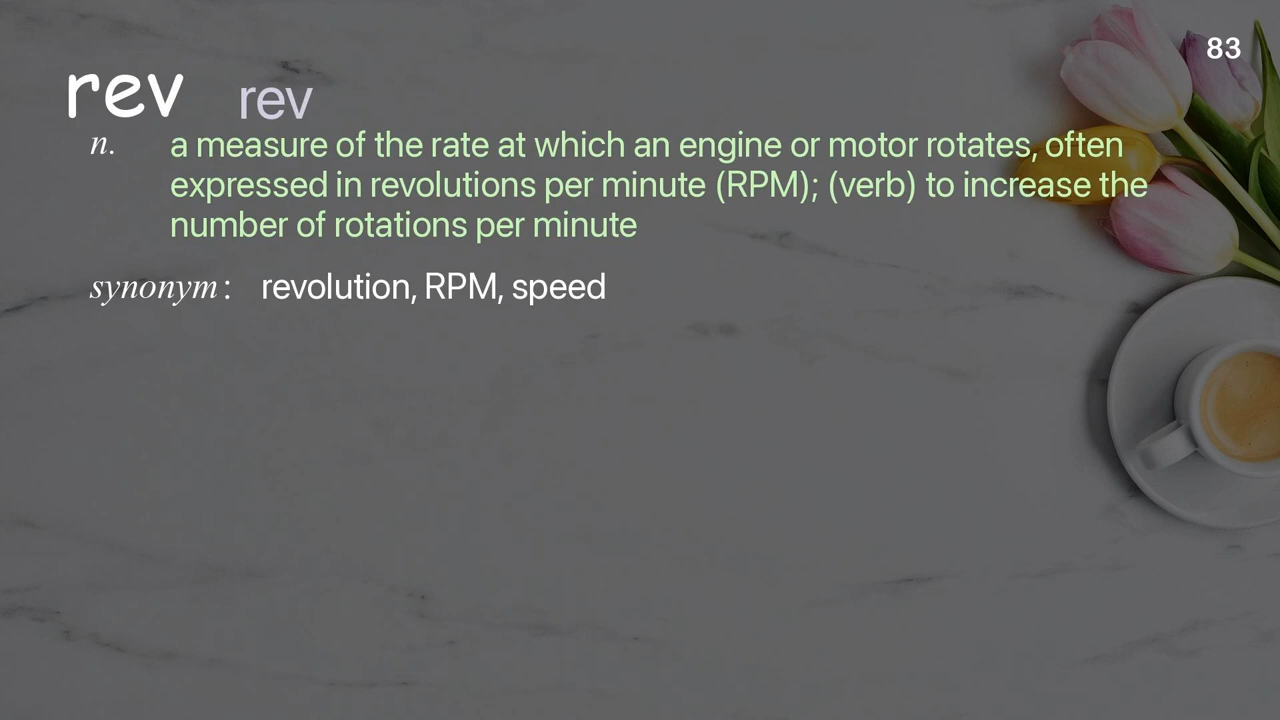 83
rev rev
n. a measure of the rate at which an engine or motor rotates, often
expressed in revolutions per minute (RPM); (verb) to increase the
number of rotations per minute
synonym : revolution, RPM, speed